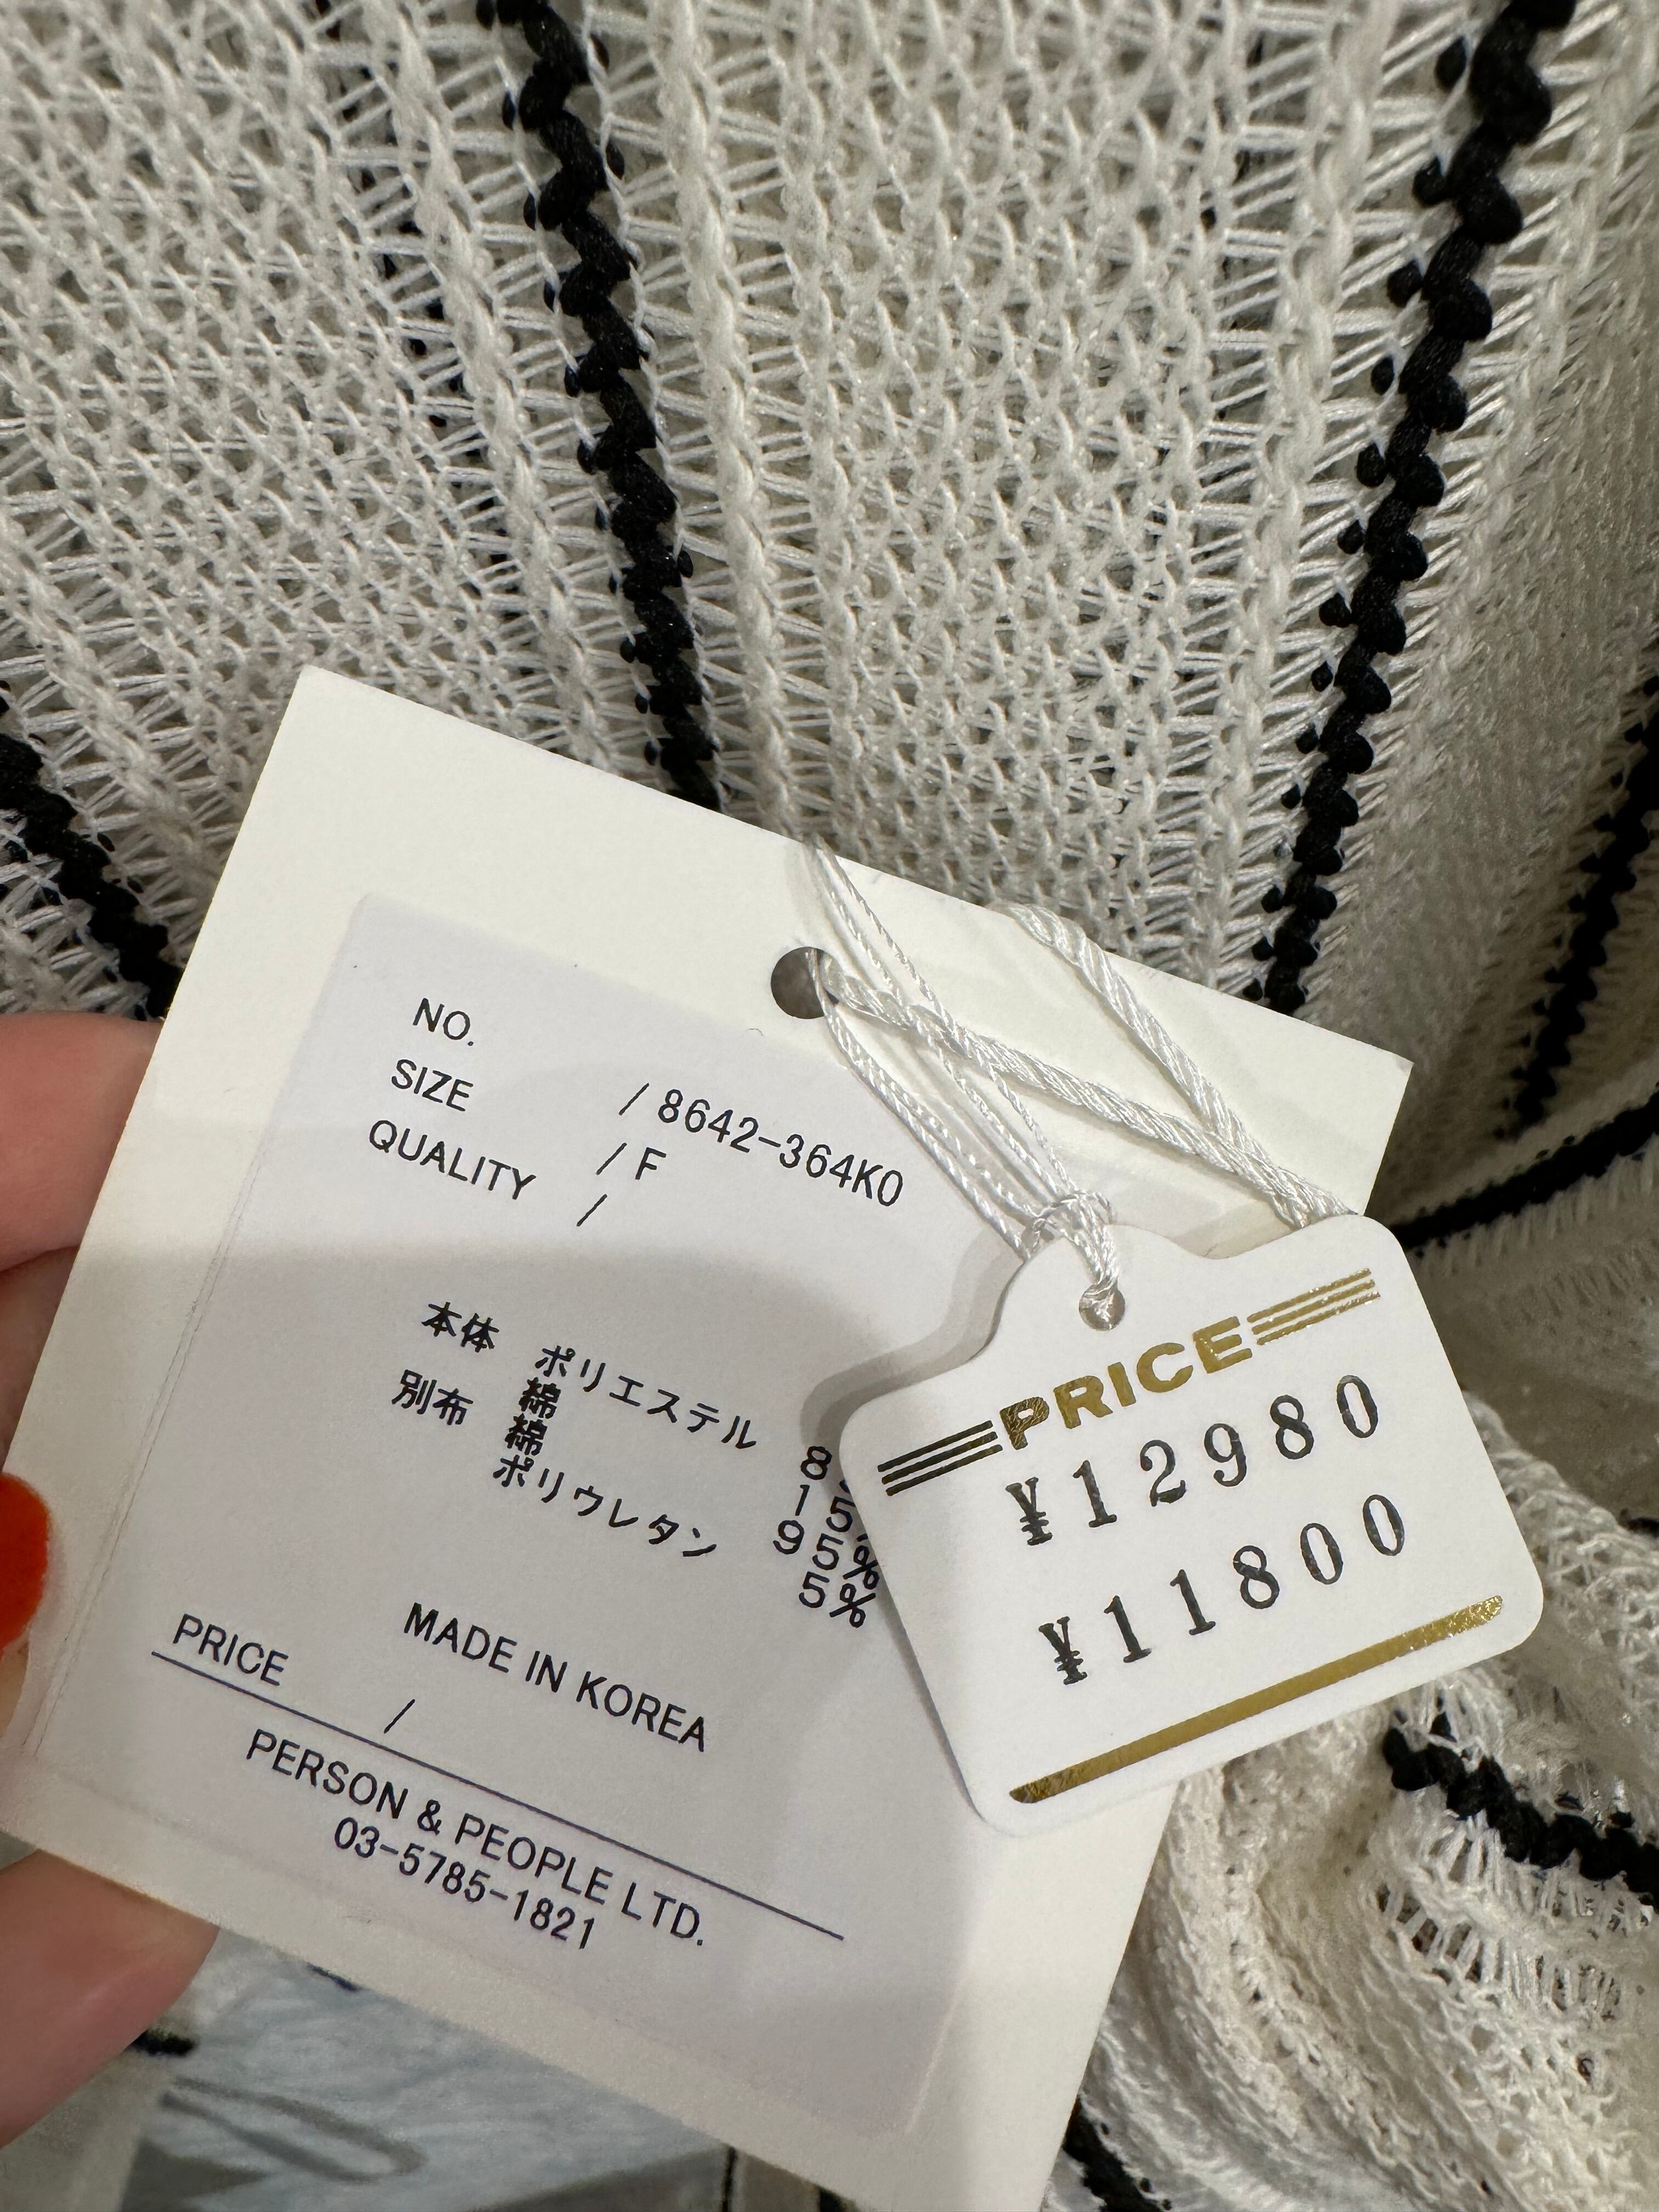 NO. / 8642-364KO
SIZE / F
QUALITY /
本体 ポリエステル
綿
別布 綿 95%
ポリウレタン 5%
MADE IN KOREA
PRICE /
PERSON & PEOPLE LTD.
03-5785-1821
PRICE
¥12980
¥11800